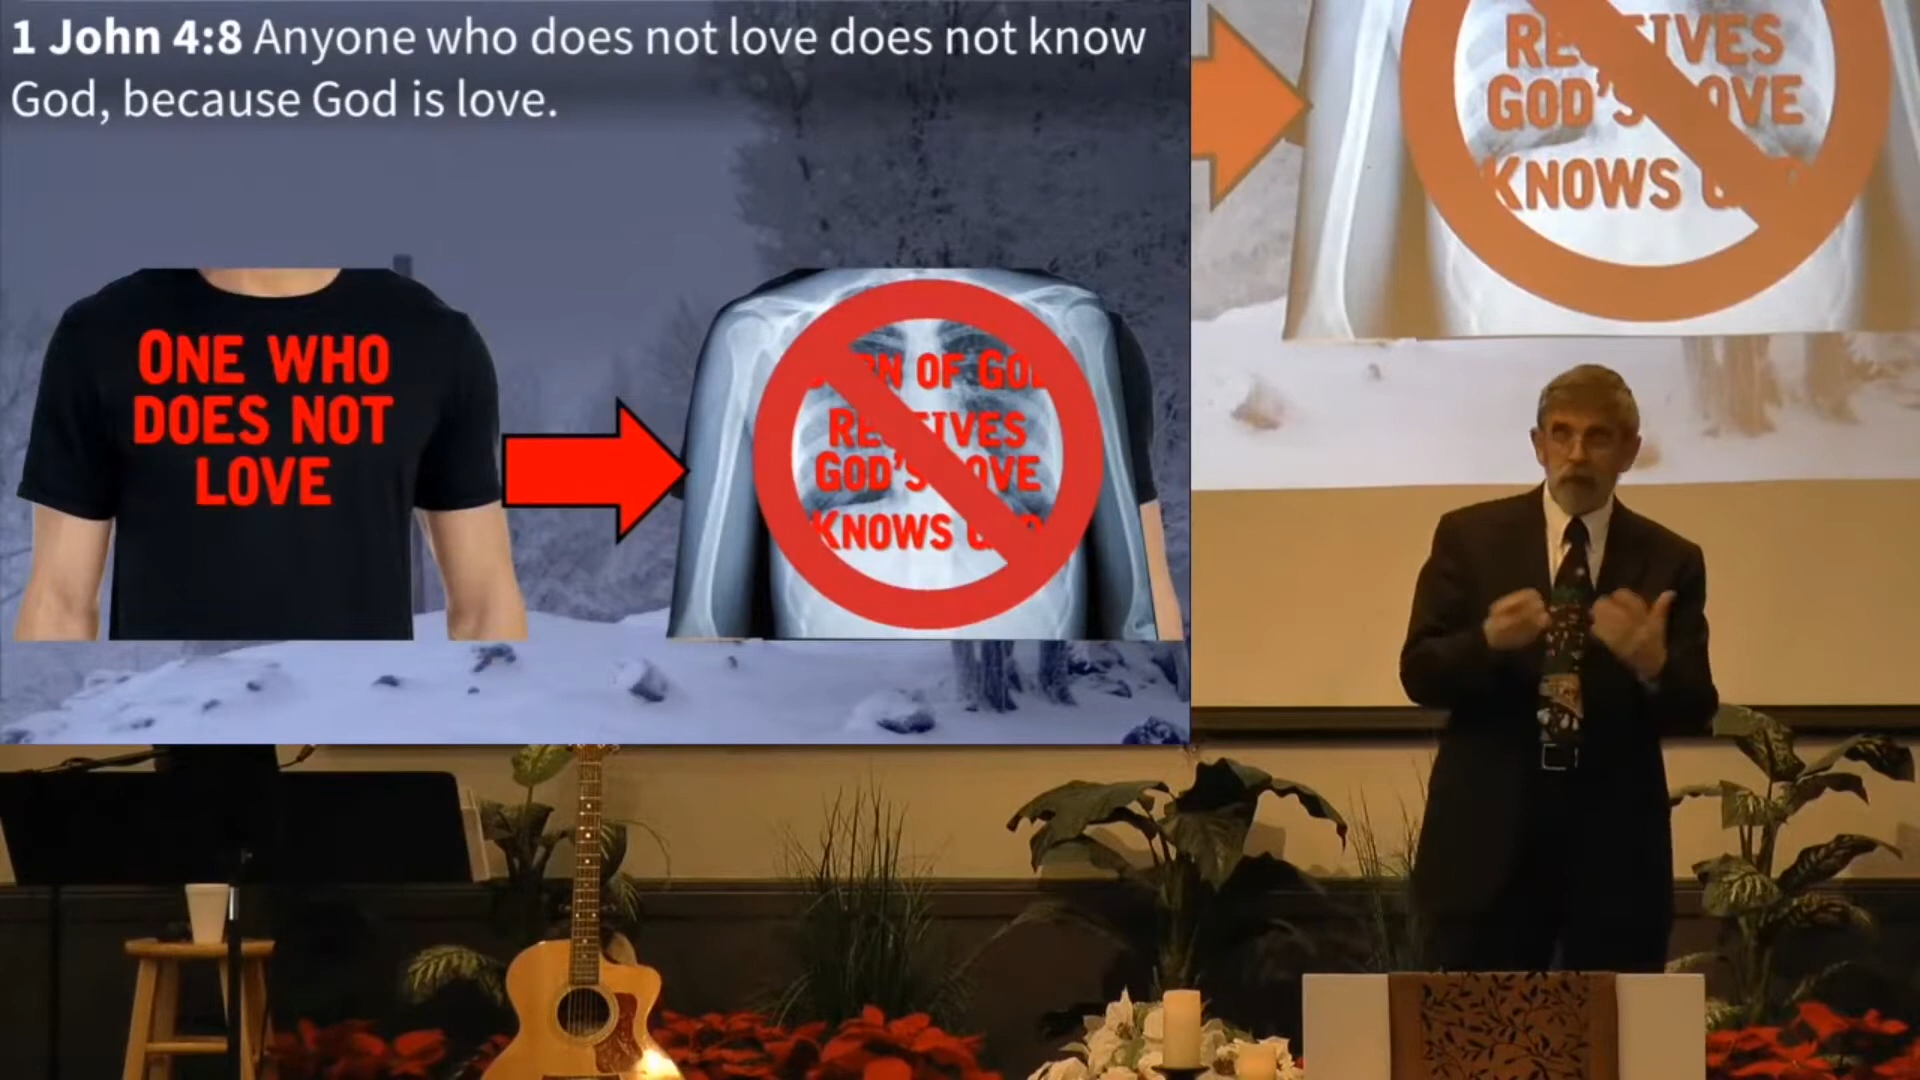 1 John 4:8 Anyone who does not love does not know
God, because God is love.
ONE WHO
DOES NOT
LOVE
OF
GOD'S
KNOWS
GOD'S
KNOWS